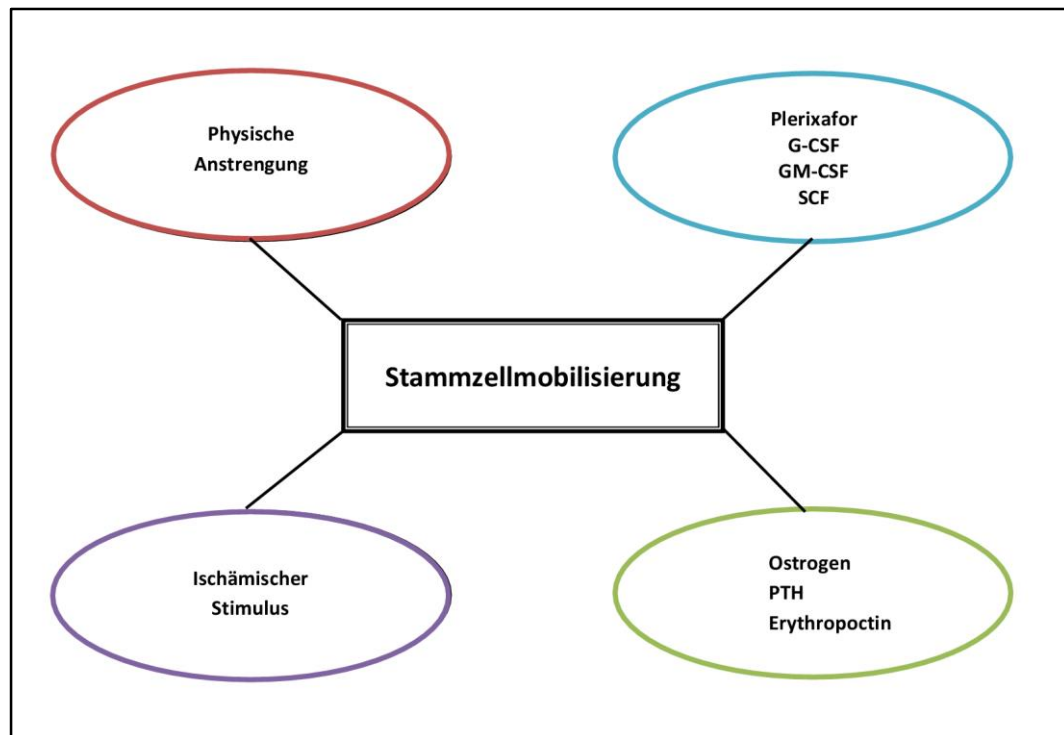 Physische
Anstrengung
Plerixafor
G-CSF
GM-CSF
SCF
Stammzellmobilisierung
Ischämischer
Stimulus
Ostrogen
PTH
Erythropoctin